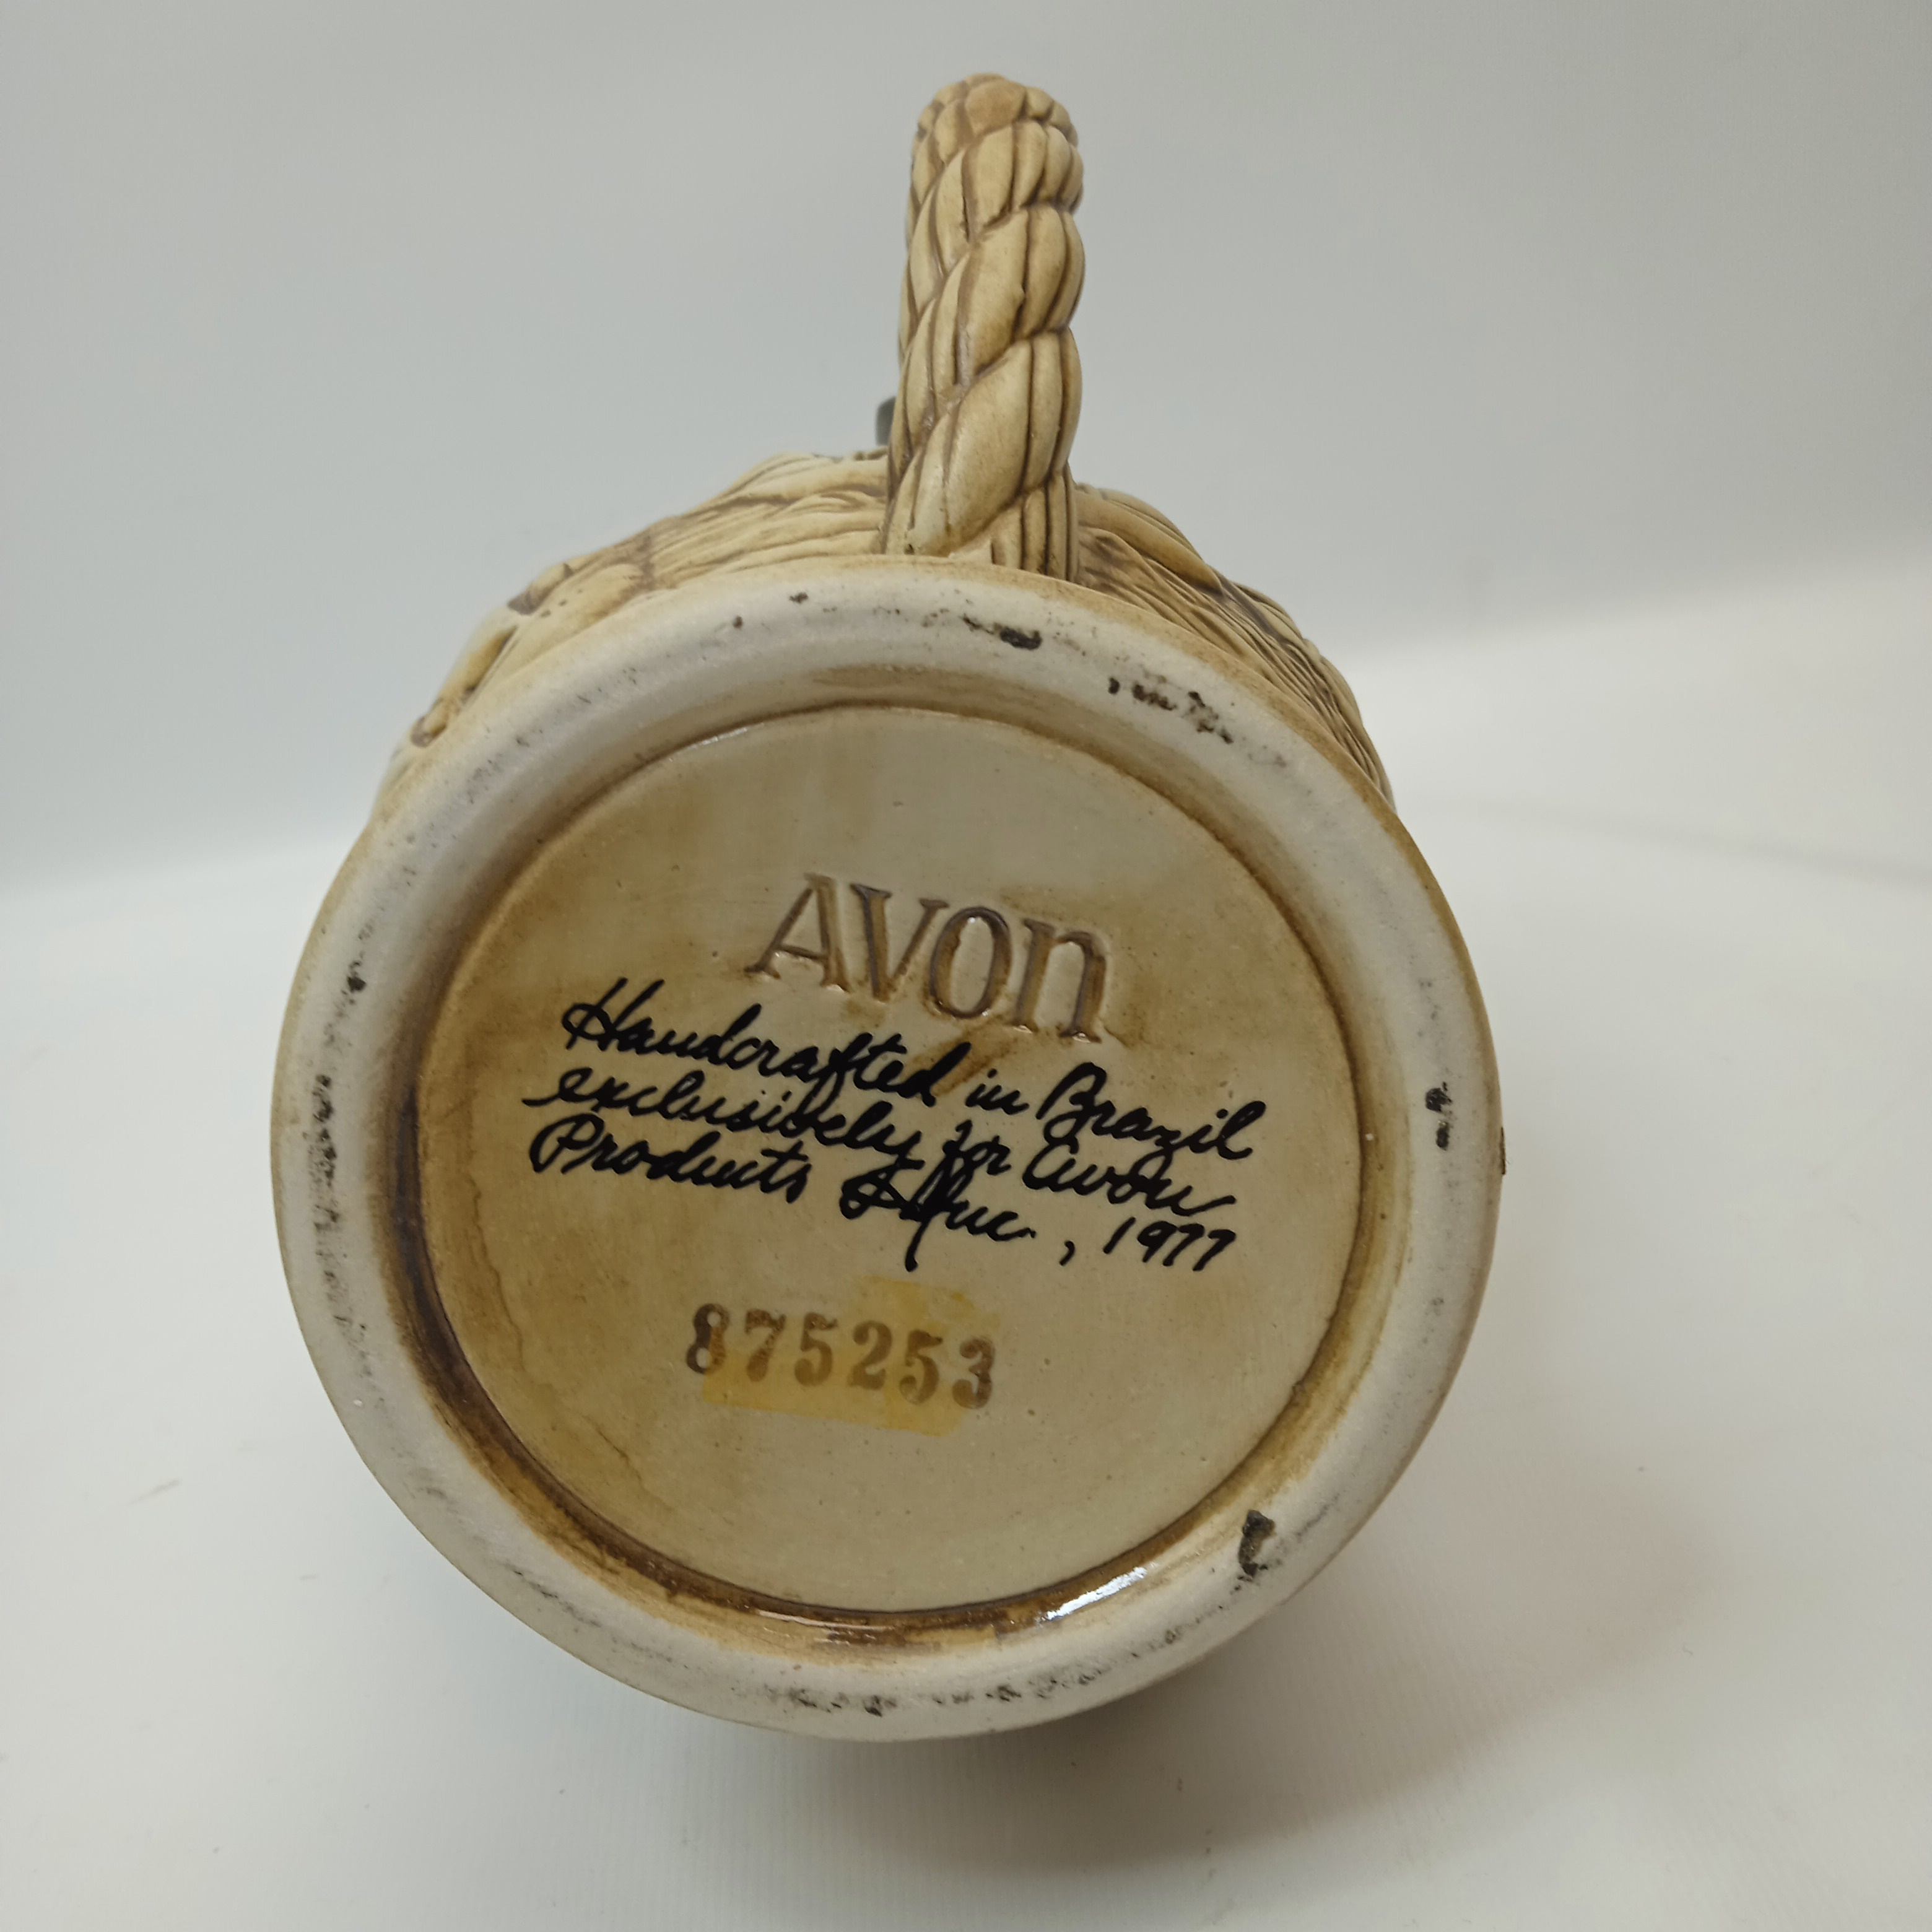 AVON
Handcrafted in Brazil
exclusively for Avon
Products Inc., 1977
875253